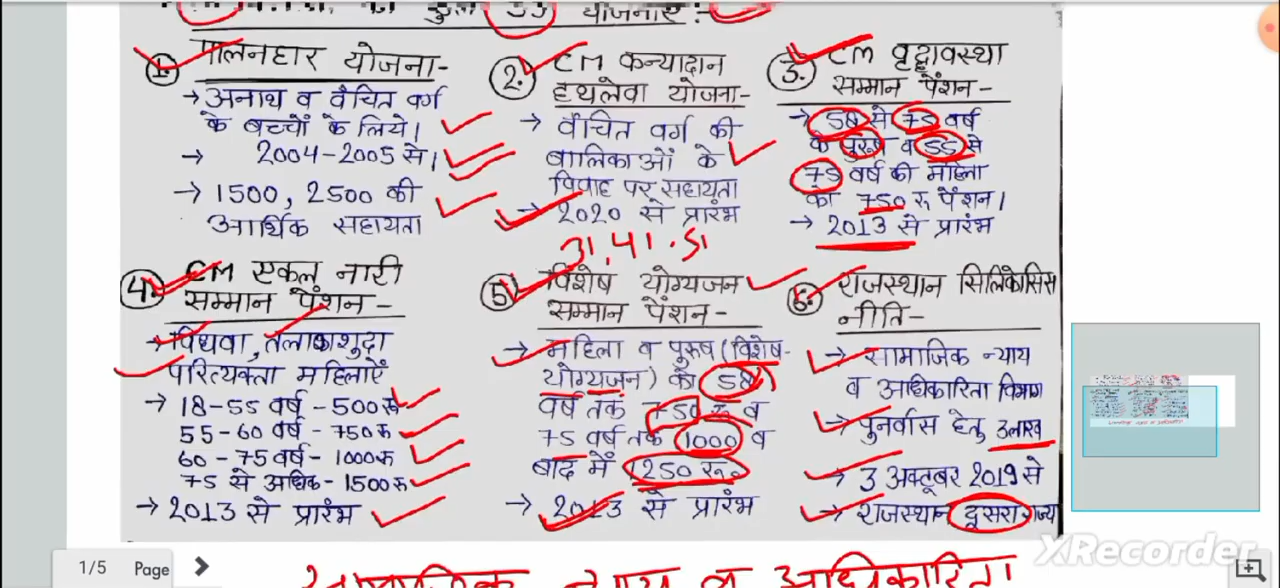 योजनाएं :-
① पालनहार योजना-
→ अनाथ व वंचित वर्ग
के बच्चों के लिये।
→ 2004-2005 से।
→ 1500, 2500 की
आर्थिक सहायता
②. CM कन्यादान
हथलेवा योजना-
→ वंचित वर्ग की
बालिकाओं के
विवाह पर सहायता
→ 2020 से प्रारंभ
31, 41. 51
③. CM वृद्धावस्था
सम्मान पेंशन-
→ 58 से 75 वर्ष
के पुरुष व 55 से
75 वर्ष की महिला
को 750 रू पेंशन।
→ 2013 से प्रारंभ
④. CM एकल नारी
सम्मान पेंशन-
→ विधवा, तलाकशुदा
परित्यक्ता महिलाएँ
→ 18-55 वर्ष - 500 रू
55-60 वर्ष - 750 रू
60-75 वर्ष - 1000 रू
75 से अधिक - 1500 रू
→ 2013 से प्रारंभ
⑤ विशेष योग्यजन
सम्मान पेंशन-
→ महिला व पुरूष (विशेष-
योग्यजन) को 58
वर्ष तक 750 रू व
75 वर्ष तक 1000 व
बाद में 1250 रू.
→ 2013 से प्रारंभ
⑥. राजस्थान सिलिकोसिस
नीति-
→ सामाजिक न्याय
व अधिकारिता विभाग
→ पुनर्वास हेतु 3लाख
→ 3 अक्टूबर 2019 से
→ राजस्थान दूसरा राज्य
सामाजिक न्याय व अधिकारिता
1/5 Page
XRecorder